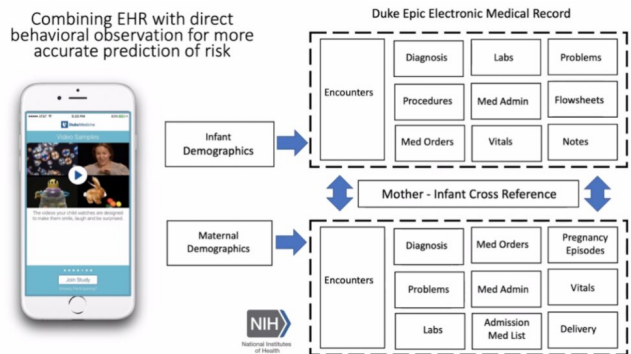 Combining EHR with direct
behavioral observation for more
accurate prediction of risk
Duke Epic Electronic Medical Record
DukeMedicine
Video Samples
The videos your child watches are designed
to make them smile, laugh and be surprised.
Join Study
Infant
Demographics
Maternal
Demographics
Encounters
Diagnosis
Labs
Problems
Procedures
Med Admin
Flowsheets
Med Orders
Vitals
Notes
Mother - Infant Cross Reference
Encounters
Diagnosis
Med Orders
Pregnancy
Episodes
Problems
Med Admin
Vitals
Labs
Admission
Med List
Delivery
NIH
National Institutes
of Health